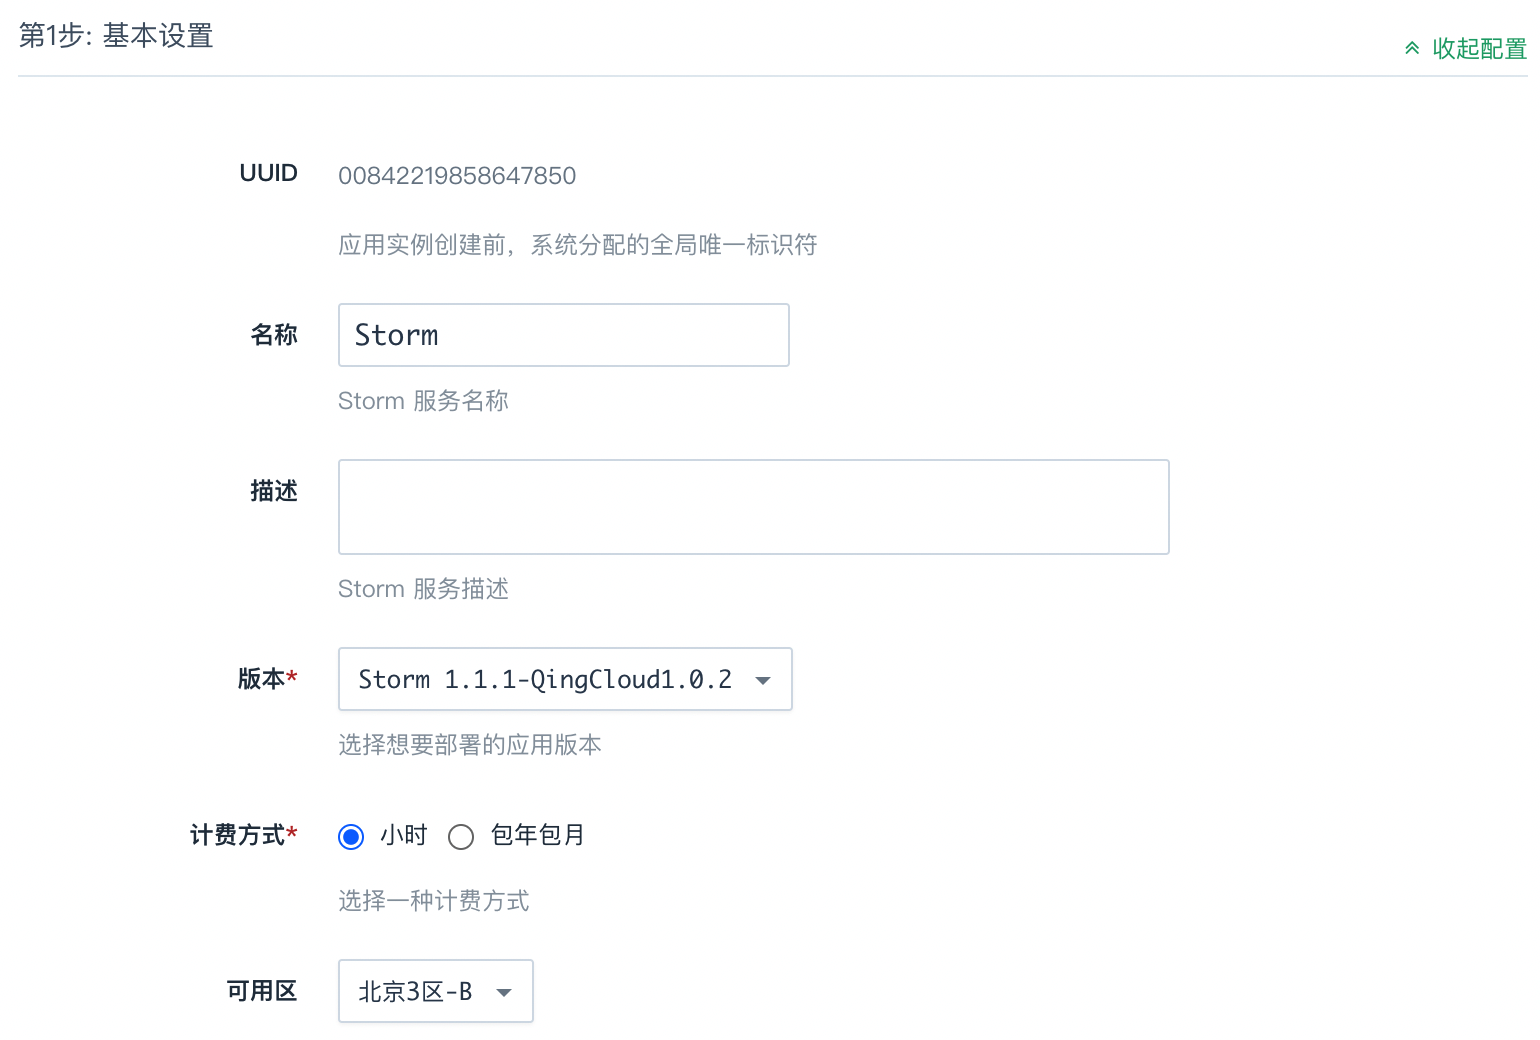 第1步: 基本设置
收起配置
UUID 00842219858647850
应用实例创建前，系统分配的全局唯一标识符
名称 Storm
Storm 服务名称
描述
Storm 服务描述
版本* Storm 1.1.1-QingCloud1.0.2
选择想要部署的应用版本
计费方式* 小时 包年包月
选择一种计费方式
可用区 北京3区-B